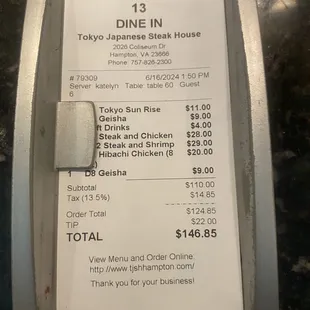 13
DINE IN
Tokyo Japanese Steak House
2026 Coliseum Dr
Hampton, VA 23666
Phone: 757-826-2300
# 79309 6/16/2024 1:50 PM
Server: katelyn Table: table 60 Guest
6
Tokyo Sun Rise $11.00
Geisha $9.00
t Drinks $4.00
Steak and Chicken $28.00
2 Steak and Shrimp $29.00
Hibachi Chicken (8 $20.00
)
1 D8 Geisha $9.00
Subtotal $110.00
Tax (13.5%) $14.85
Order Total $124.85
TIP $22.00
TOTAL $146.85
View Menu and Order Online:
http://www.tjshhampton.com/
Thank you for your business!